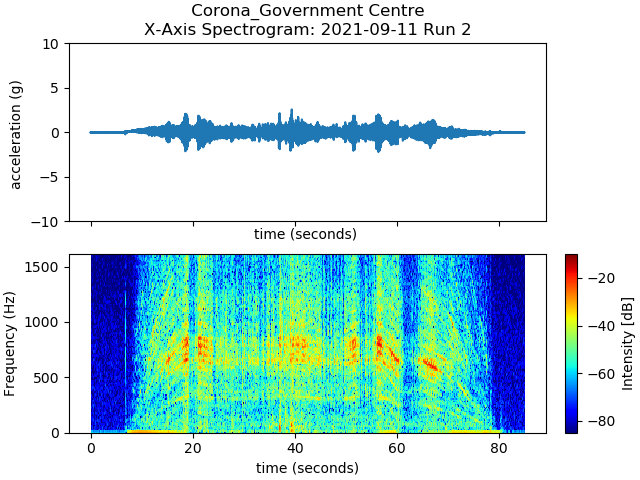 Corona_Government Centre
X-Axis Spectrogram: 2021-09-11 Run 2
10
5
0
−5
−10
acceleration (g)
time (seconds)
1500
1000
500
0
Frequency (Hz)
0
20
40
60
80
time (seconds)
−20
−40
−60
−80
Intensity [dB]